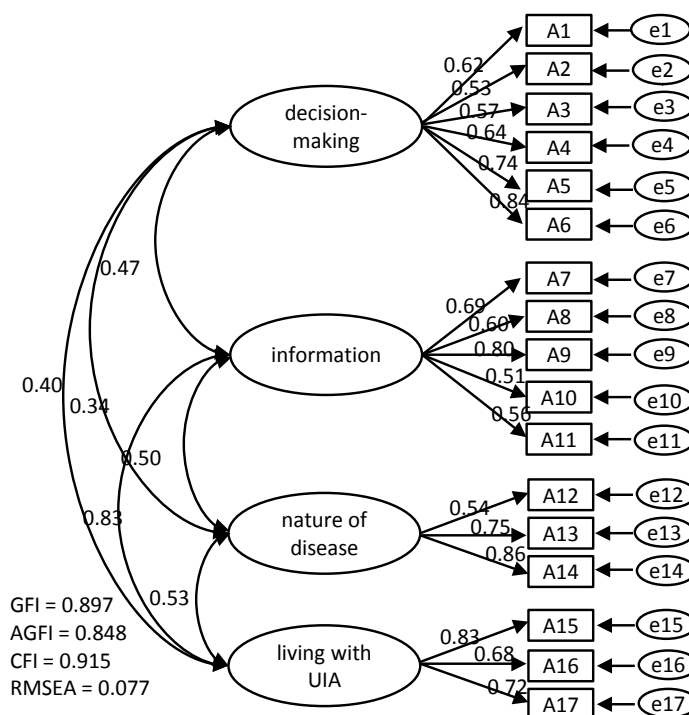 A1 e1
0.62
A2 e2
0.53
decision-
making
A3 e3
0.57
A4 e4
0.64
A5 e5
0.74
A6 e6
0.84
0.47
A7 e7
0.69
A8 e8
0.60
information
A9 e9
0.80
A10 e10
0.51
A11 e11
0.56
0.40
0.34
0.50
0.83
A12 e12
0.54
nature of
disease
A13 e13
0.75
A14 e14
0.86
0.53
GFI = 0.897
AGFI = 0.848
CFI = 0.915
RMSEA = 0.077
living with
UIA
A15 e15
0.83
A16 e16
0.68
A17 e17
0.72